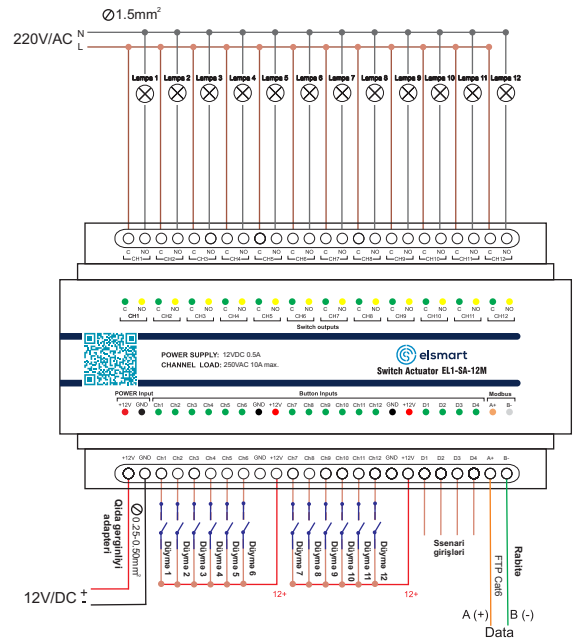 ∅1.5mm²
220V/AC N
L
Lampa 1 Lampa 2 Lampa 3 Lampa 4 Lampa 5 Lampa 6 Lampa 7 Lampa 8 Lampa 9 Lampa 10 Lampa 11 Lampa 12
C NO C NO C NO C NO C NO C NO C NO C NO C NO C NO C NO C NO
CH1 CH2 CH3 CH4 CH5 CH6 CH7 CH8 CH9 CH10 CH11 CH12
C NO C NO C NO C NO C NO C NO C NO C NO C NO C NO C NO C NO
CH1 CH2 CH3 CH4 CH5 CH6 CH7 CH8 CH9 CH10 CH11 CH12
Switch outputs
POWER SUPPLY: 12VDC 0.5A
CHANNEL LOAD: 250VAC 10A max.
elsmart
Switch Actuator EL1-SA-12M
POWER Input Button Inputs Modbus
+12V GND Ch1 Ch2 Ch3 Ch4 Ch5 Ch6 GND +12V Ch7 Ch8 Ch9 Ch10 Ch11 Ch12 GND +12V D1 D2 D3 D4 A+ B-
+12V GND Ch1 Ch2 Ch3 Ch4 Ch5 Ch6 GND +12V Ch7 Ch8 Ch9 Ch10 Ch11 Ch12 GND +12V D1 D2 D3 D4 A+ B-
Qida gərginliyi
adapteri
∅0.25-0.50mm²
Düymə 1
Düymə 2
Düymə 3
Düymə 4
Düymə 5
Düymə 6
12+
Düymə 7
Düymə 8
Düymə 9
Düymə 10
Düymə 11
Düymə 12
12+
Ssenari
girişləri
FTP Cat6
Rabitə
12V/DC +
-
A (+) B (-)
Data